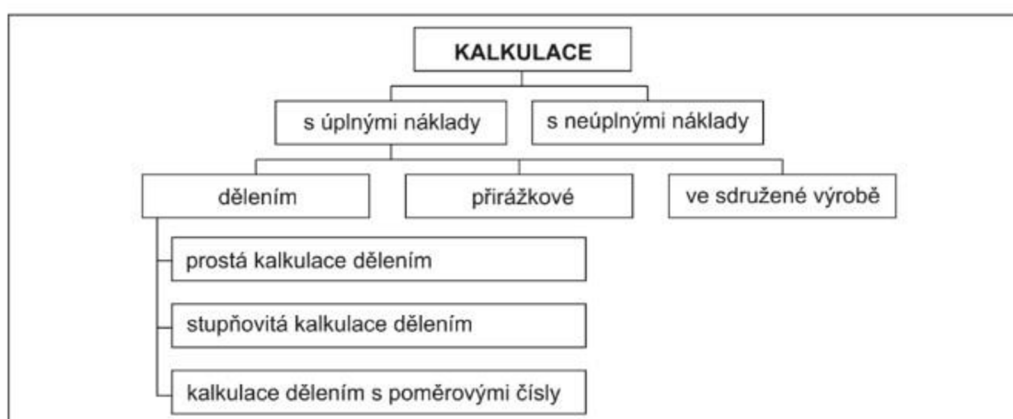 KALKULACE
s úplnými náklady
s neúplnými náklady
dělením
přirážkové
ve sdružené výrobě
prostá kalkulace dělením
stupňovitá kalkulace dělením
kalkulace dělením s poměrovými čísly